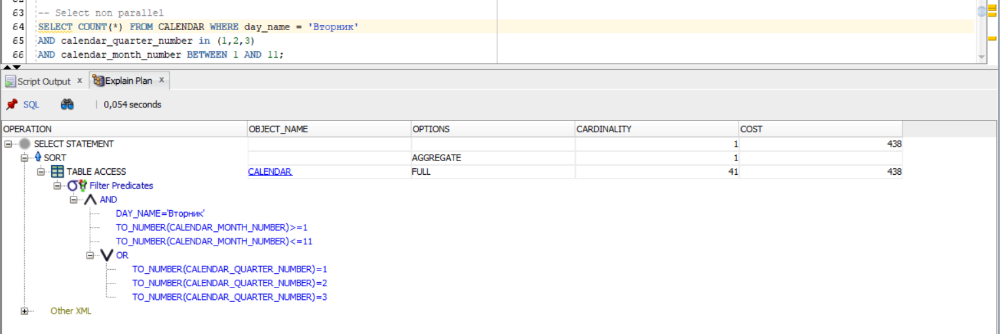 63 -- Select non parallel
64 SELECT COUNT(*) FROM CALENDAR WHERE day_name = 'Вторник'
65 AND calendar_quarter_number in (1,2,3)
66 AND calendar_month_number BETWEEN 1 AND 11;
Script Output x Explain Plan x
SQL 0,054 seconds
OPERATION OBJECT_NAME OPTIONS CARDINALITY COST
SELECT STATEMENT 1 438
SORT AGGREGATE 1
TABLE ACCESS CALENDAR FULL 41 438
Filter Predicates
AND
DAY_NAME='Вторник'
TO_NUMBER(CALENDAR_MONTH_NUMBER)>=1
TO_NUMBER(CALENDAR_MONTH_NUMBER)<=11
OR
TO_NUMBER(CALENDAR_QUARTER_NUMBER)=1
TO_NUMBER(CALENDAR_QUARTER_NUMBER)=2
TO_NUMBER(CALENDAR_QUARTER_NUMBER)=3
Other XML